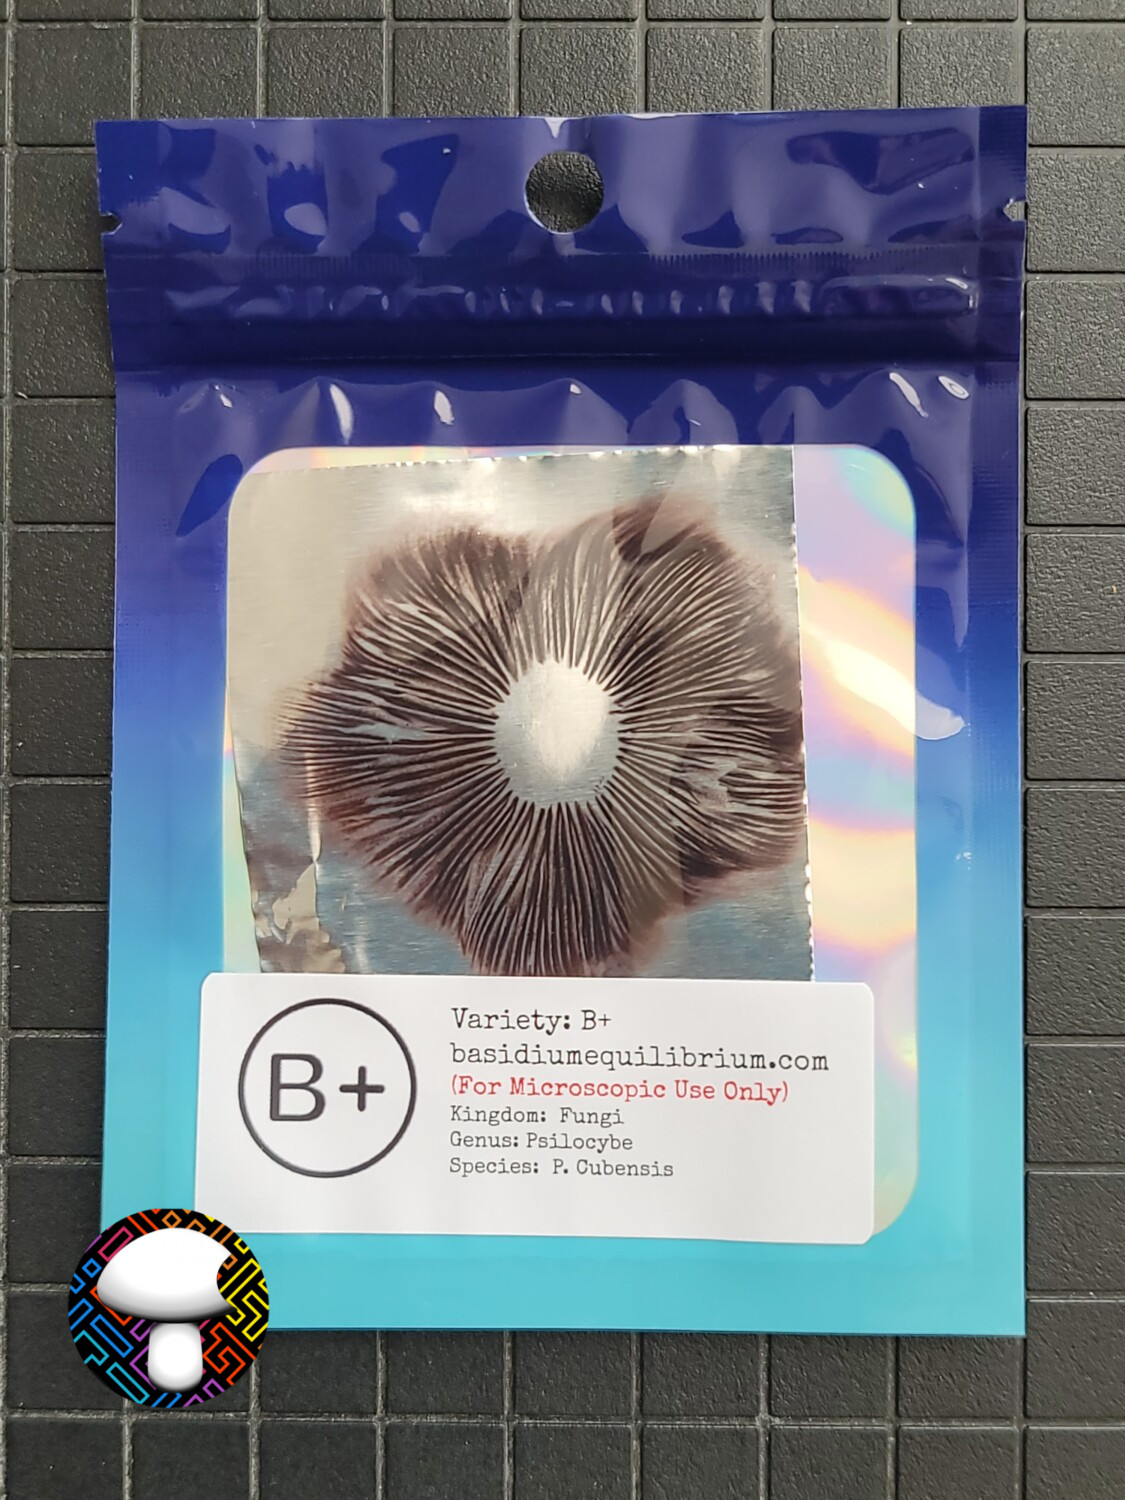 B+
Variety: B+
basidiumequilibrium.com
(For Microscopic Use Only)
Kingdom: Fungi
Genus: Psilocybe
Species: P. Cubensis